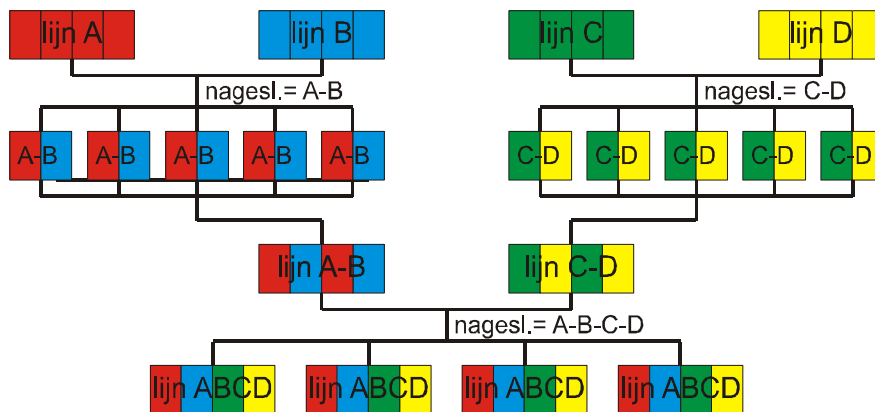 lijn A lijn B lijn C lijn D
nagesl.= A-B nagesl.= C-D
A-B A-B A-B A-B A-B C-D C-D C-D C-D C-D
lijn A-B lijn C-D
nagesl.= A-B-C-D
lijn ABCD lijn ABCD lijn ABCD lijn ABCD